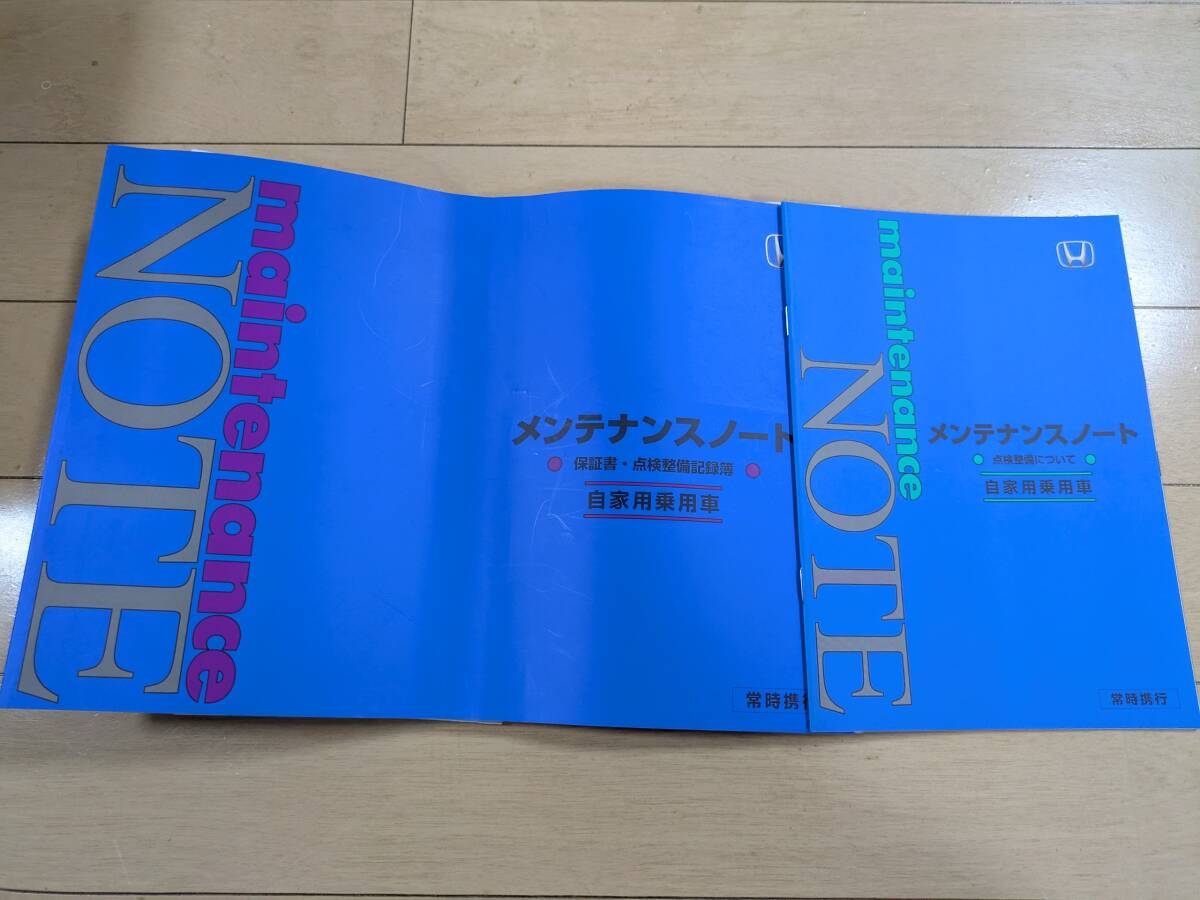 maintenance
NOTE
メンテナンスノート
保証書・点検整備記録簿
自家用乗用車
常時携
maintenance
NOTE
メンテナンスノート
点検整備について
自家用乗用車
常時携行